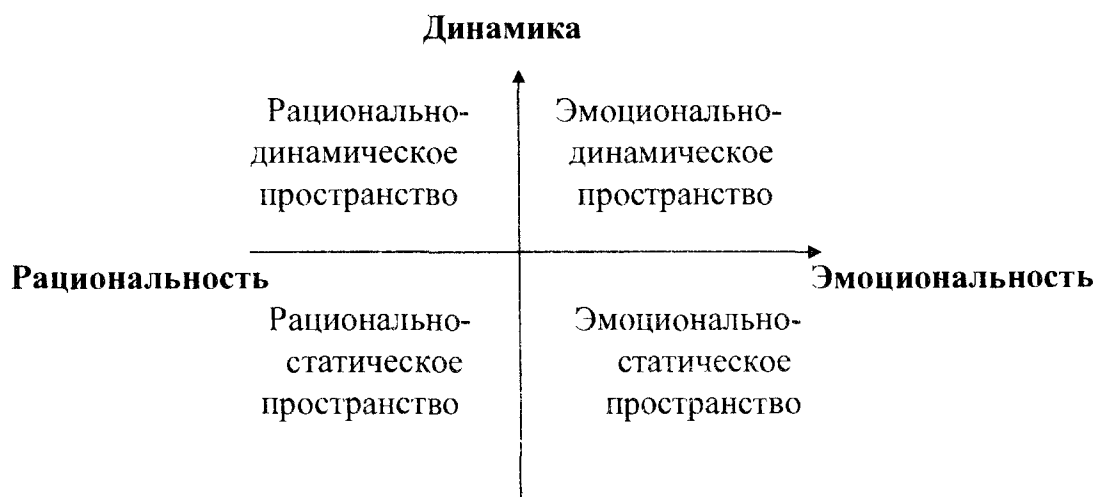 Динамика
Рационально-
динамическое
пространство
Эмоционально-
динамическое
пространство
Рациональность
Эмоциональность
Рационально-
статическое
пространство
Эмоционально-
статическое
пространство